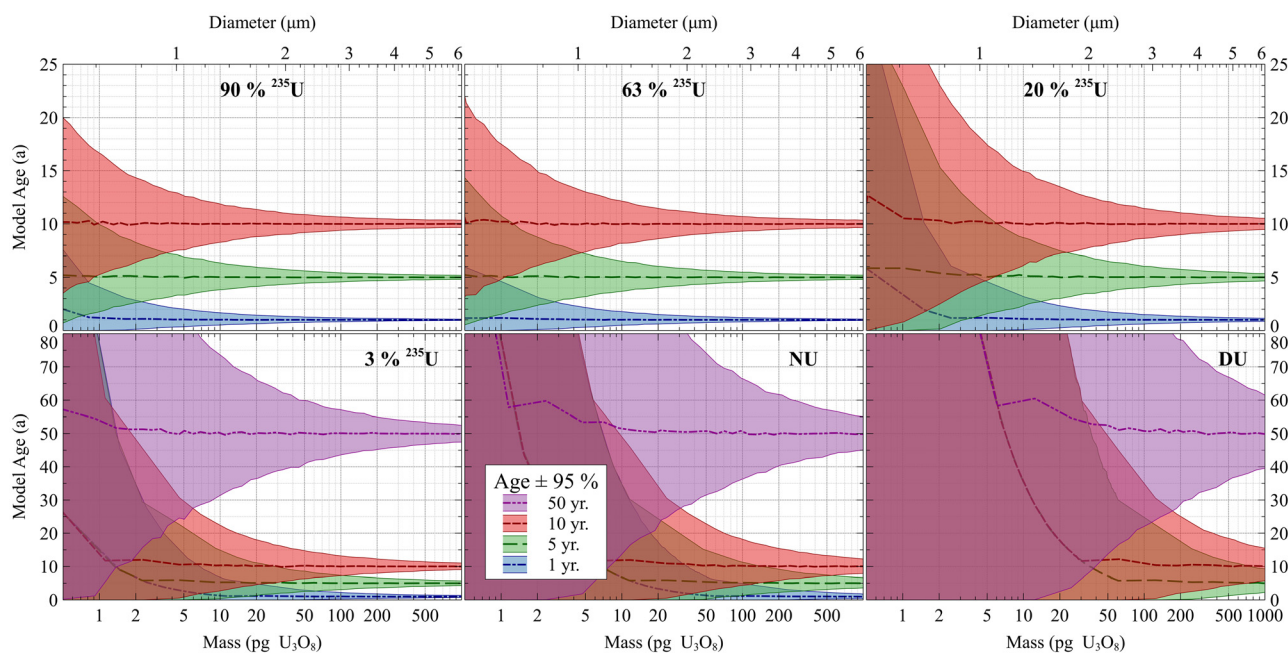 Diameter (μm) Diameter (μm) Diameter (μm)
1 2 3 4 5 6 1 2 3 4 5 6 1 2 3 4 5 6
90 % ²³⁵U 63 % ²³⁵U 20 % ²³⁵U
Model Age (a)
25 25
20 20
15 15
10 10
5 5
0 0
3 % ²³⁵U NU DU
Model Age (a)
80 80
70 70
60 60
50 50
40 40
30 30
20 20
10 10
0 0
Age ± 95 %
50 yr.
10 yr.
5 yr.
1 yr.
1 2 5 10 20 50 100 200 500 1 2 5 10 20 50 100 200 500 1 2 5 10 20 50 100 200 500 1000
Mass (pg U₃O₈) Mass (pg U₃O₈) Mass (pg U₃O₈)